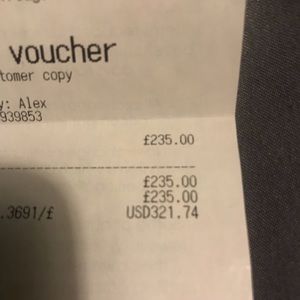 voucher
tomer copy
y: Alex
939853
£235.00
£235.00
£235.00
.3691/£ USD321.74